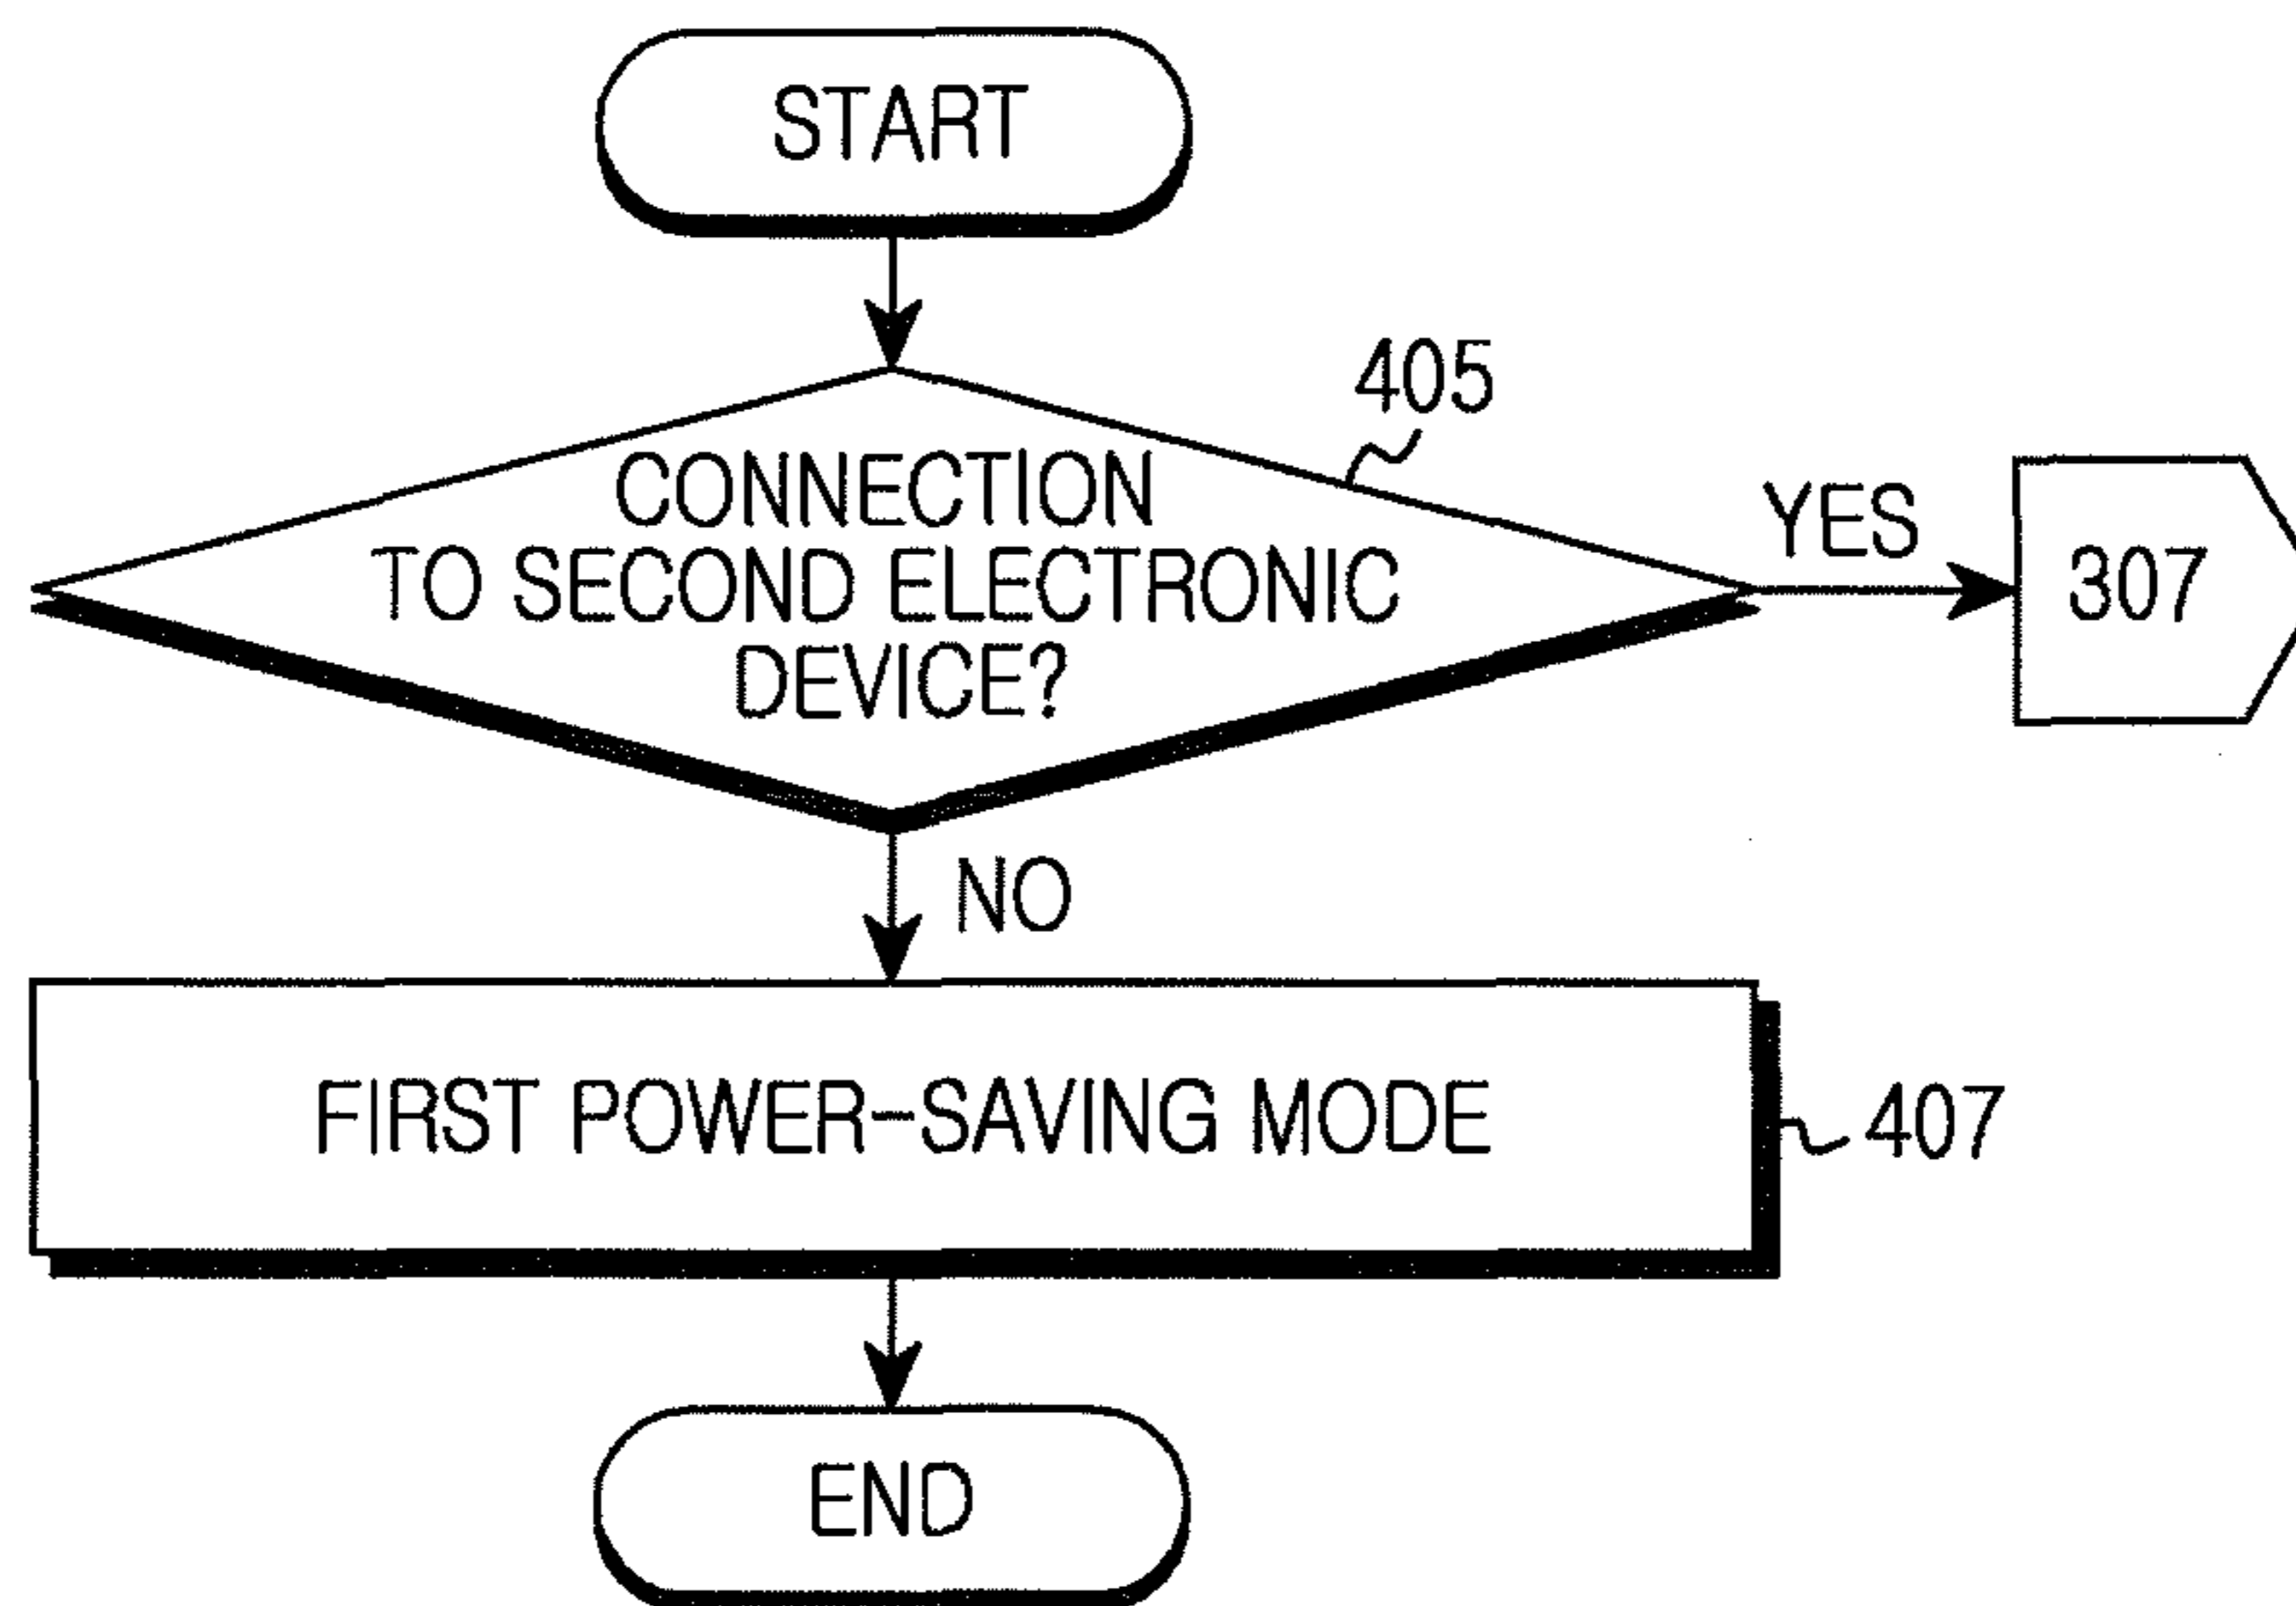 START
405
CONNECTION
TO SECOND ELECTRONIC
DEVICE?
YES
307
NO
FIRST POWER-SAVING MODE
407
END